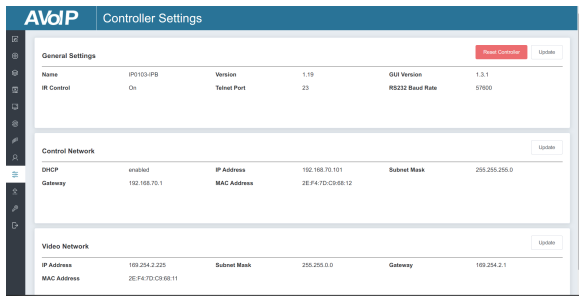 AVoIP Controller Settings
General Settings Reset Controller Update
Name IP0103-IPB Version 1.19 GUI Version 1.3.1
IR Control On Telnet Port 23 RS232 Baud Rate 57600
Control Network Update
DHCP enabled IP Address 192.168.70.101 Subnet Mask 255.255.255.0
Gateway 192.168.70.1 MAC Address 2E:F4:7D:C9:68:12
Video Network Update
IP Address 169.254.2.225 Subnet Mask 255.255.0.0 Gateway 169.254.2.1
MAC Address 2E:F4:7D:C9:68:11